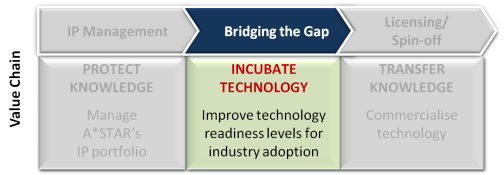 Value Chain
IP Management
Bridging the Gap
Licensing/
Spin-off
PROTECT
KNOWLEDGE
Manage
A*STAR's
IP portfolio
INCUBATE
TECHNOLOGY
Improve technology
readiness levels for
industry adoption
TRANSFER
KNOWLEDGE
Commercialise
technology